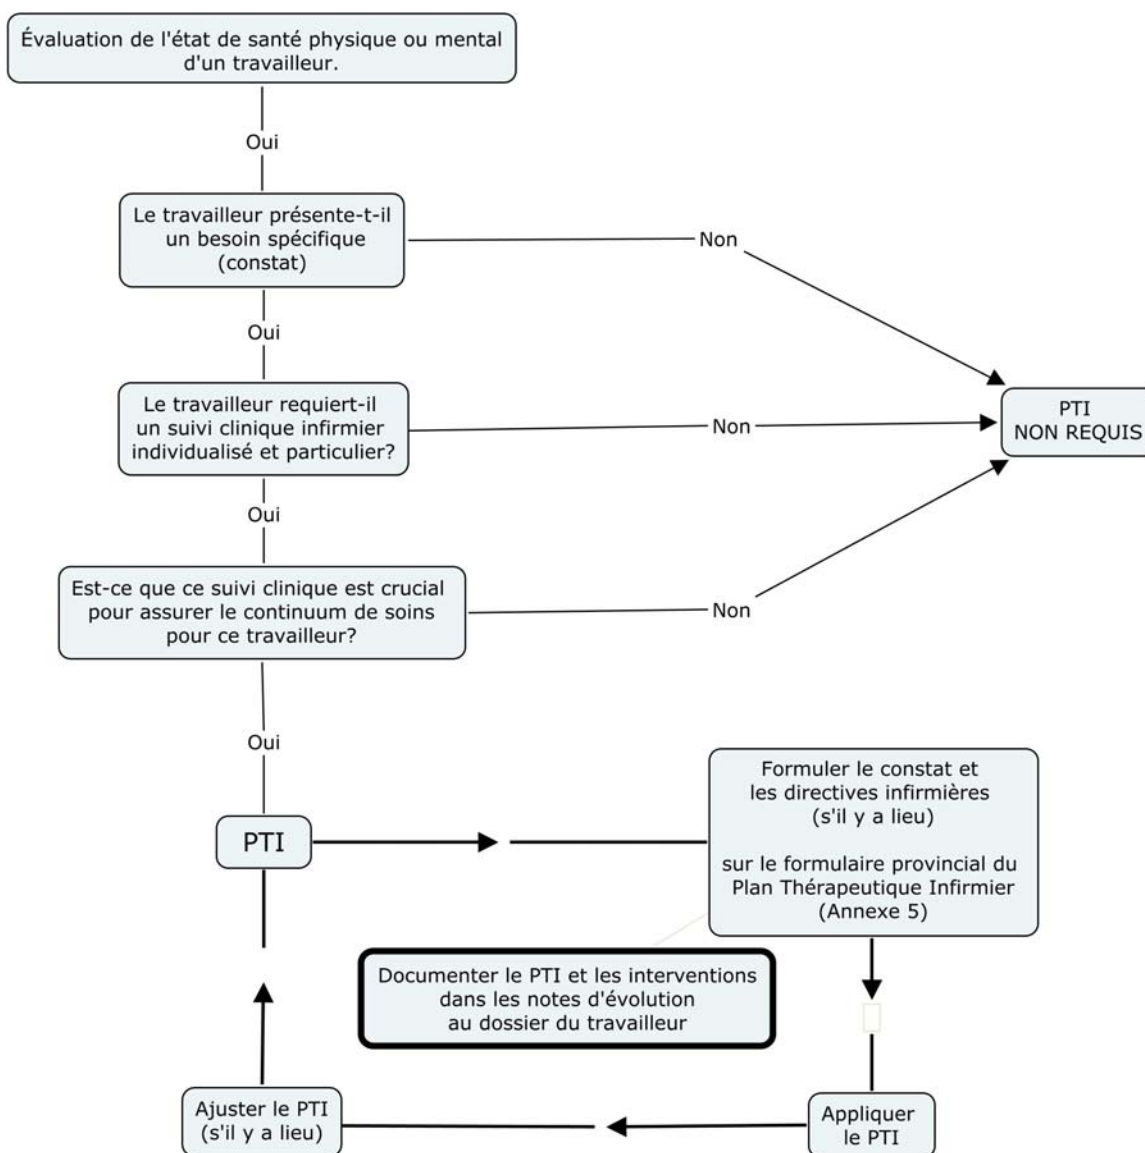 Évaluation de l'état de santé physique ou mental
d'un travailleur.
Oui
Le travailleur présente-t-il
un besoin spécifique
(constat)
Non
Oui
Le travailleur requiert-il
un suivi clinique infirmier
individualisé et particulier?
Non
PTI
NON REQUIS
Oui
Est-ce que ce suivi clinique est crucial
pour assurer le continuum de soins
pour ce travailleur?
Non
Oui
PTI
Formuler le constat et
les directives infirmières
(s'il y a lieu)
sur le formulaire provincial du
Plan Thérapeutique Infirmier
(Annexe 5)
Documenter le PTI et les interventions
dans les notes d'évolution
au dossier du travailleur
Ajuster le PTI
(s'il y a lieu)
Appliquer
le PTI